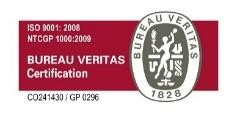 ISO 9001: 2008
NTCGP 1000:2009
BUREAU VERITAS
Certification
BUREAU VERITAS
1828
CO241430 / GP 0296